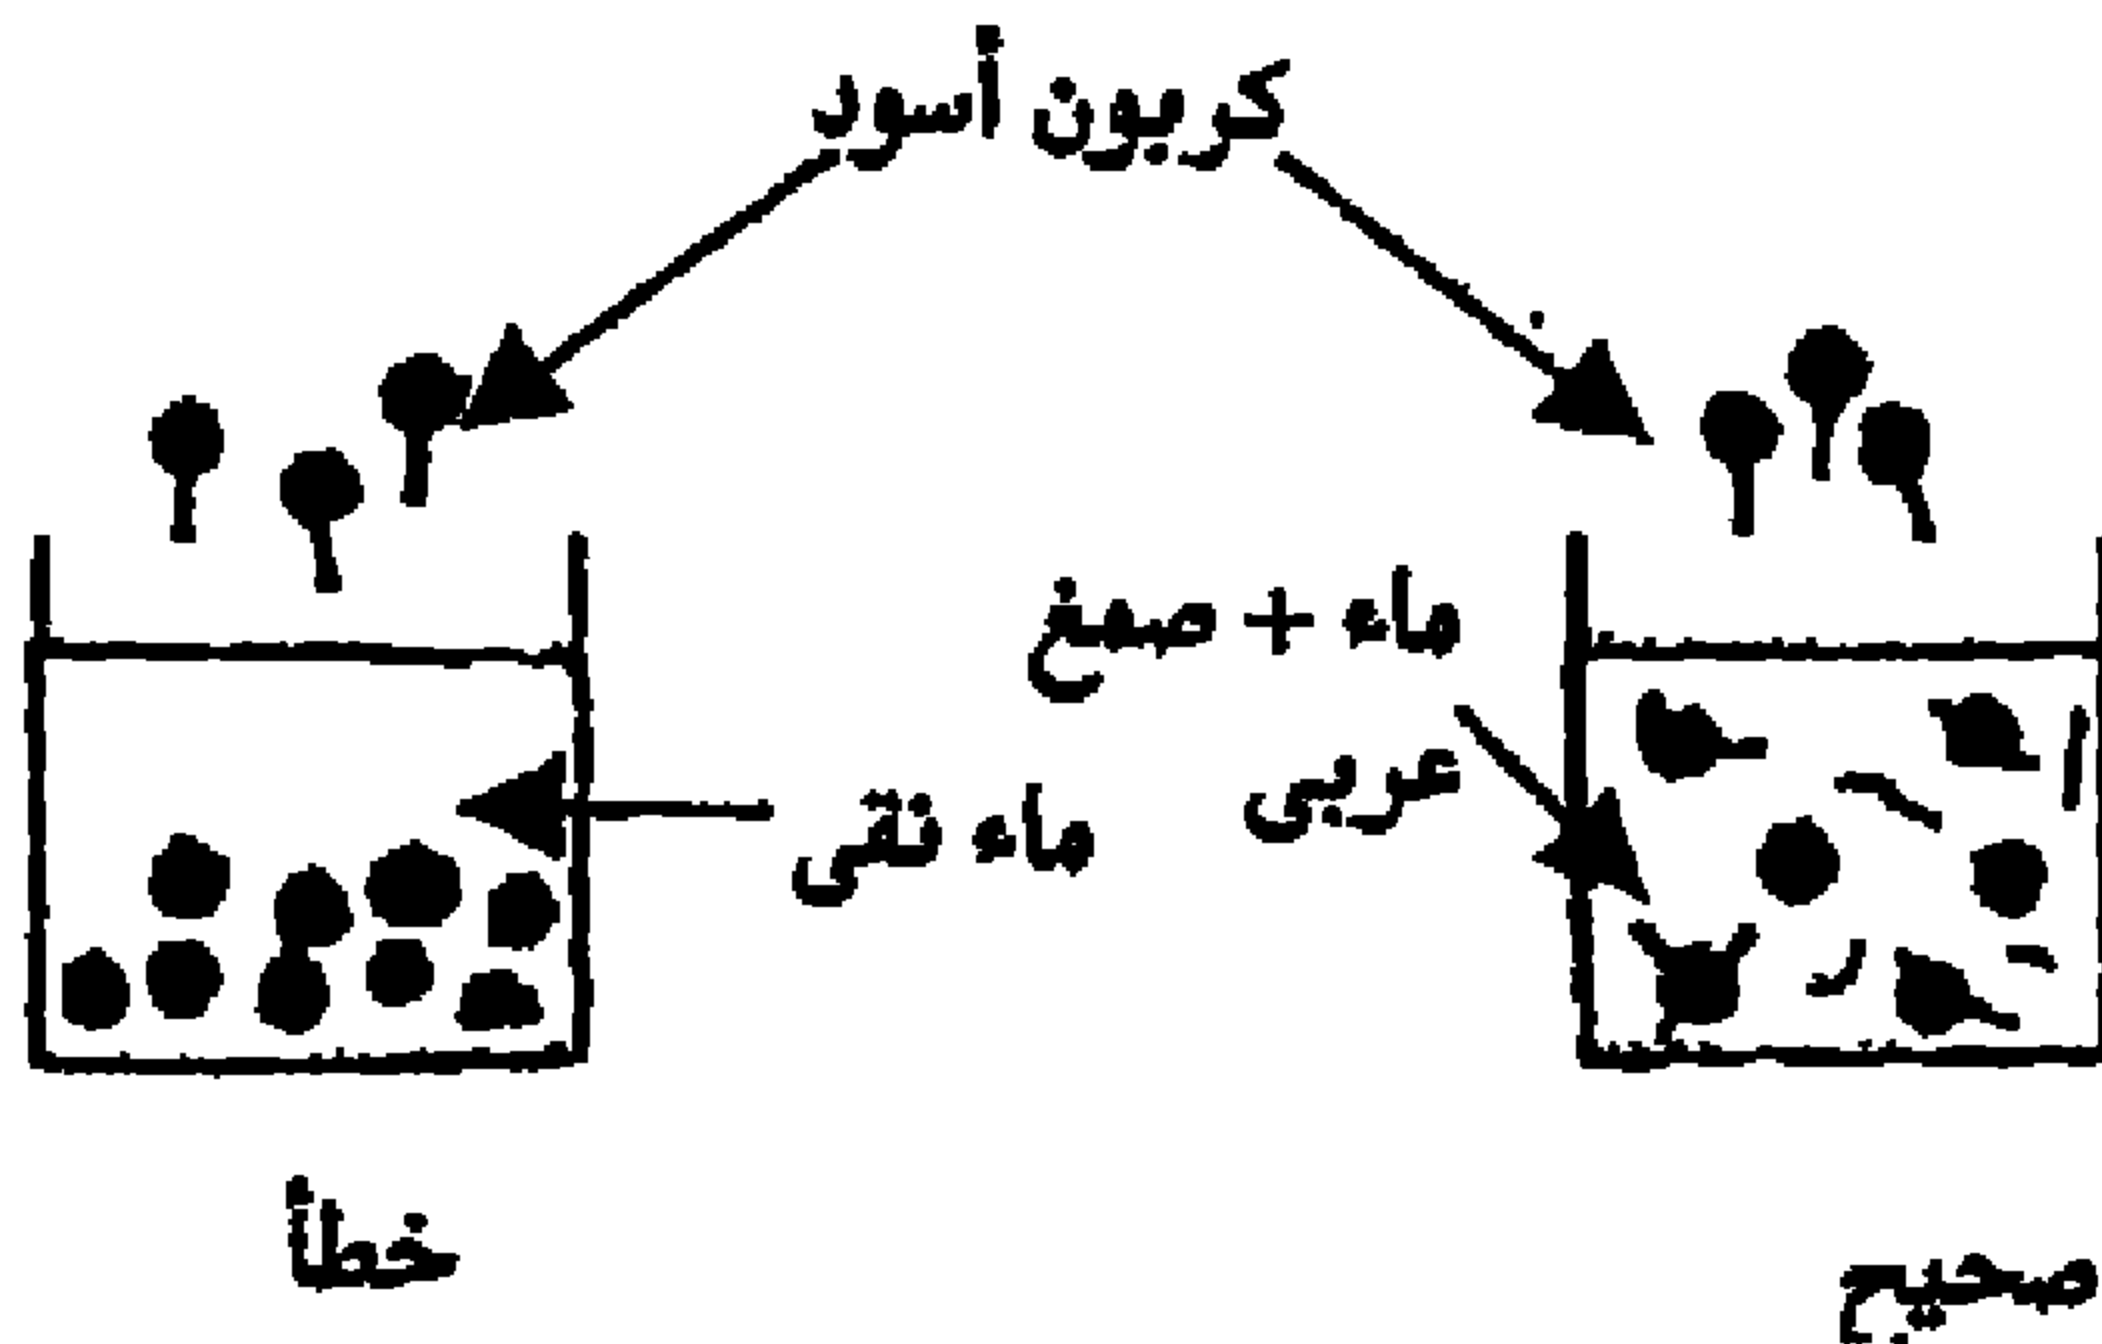 كربون أسود
ماء + صمغ
عربى
ماء نقى
صحيح
خطأ